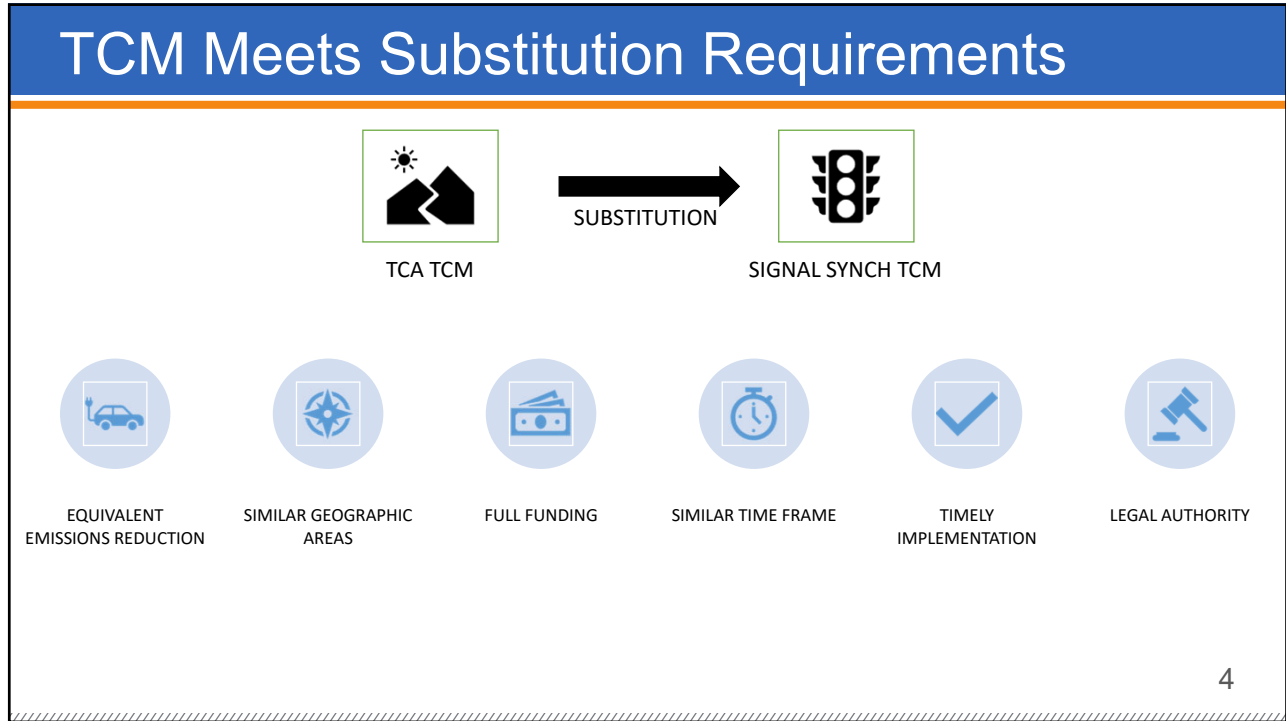 TCM Meets Substitution Requirements
SUBSTITUTION
TCA TCM
SIGNAL SYNCH TCM
EQUIVALENT
EMISSIONS REDUCTION
SIMILAR GEOGRAPHIC
AREAS
FULL FUNDING
SIMILAR TIME FRAME
TIMELY
IMPLEMENTATION
LEGAL AUTHORITY
4